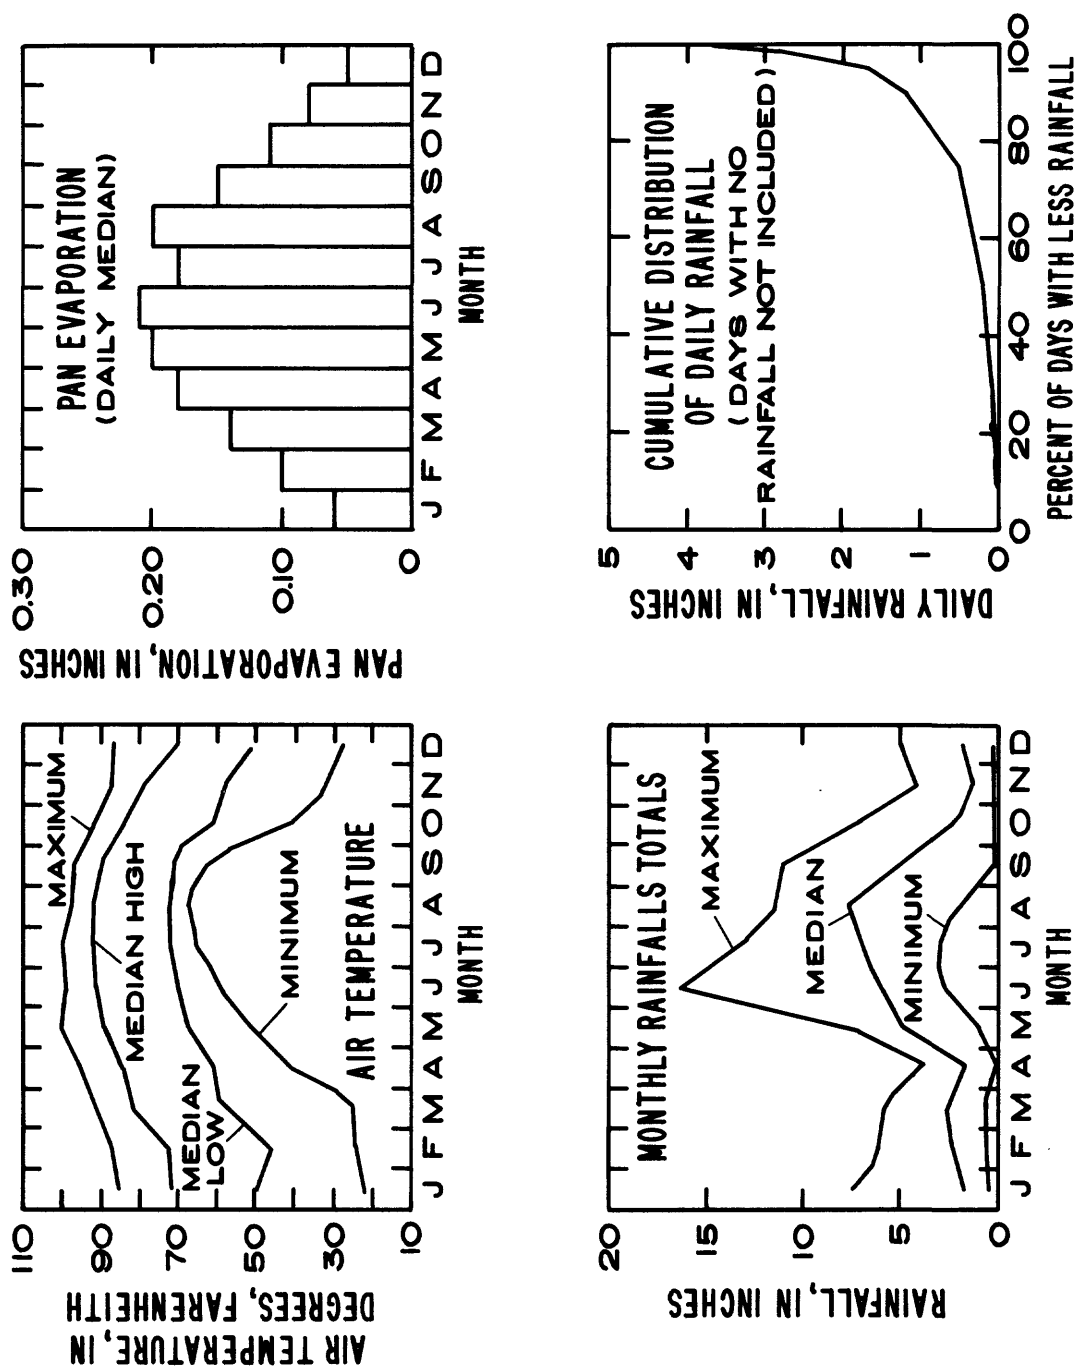 AIR TEMPERATURE, IN
DEGREES, FARENHEITH
110
90
70
50
30
10
MAXIMUM
MEDIAN HIGH
MEDIAN
LOW
MINIMUM
AIR TEMPERATURE
J F M A M J J A S O N D
MONTH
PAN EVAPORATION, IN INCHES
0.30
0.20
0.10
0
PAN EVAPORATION
(DAILY MEDIAN)
J F M A M J J A S O N D
MONTH
RAINFALL, IN INCHES
20
15
10
5
0
MONTHLY RAINFALLS TOTALS
MAXIMUM
MEDIAN
MINIMUM
J F M A M J J A S O N D
MONTH
DAILY RAINFALL, IN INCHES
5
4
3
2
1
0
CUMULATIVE DISTRIBUTION
OF DAILY RAINFALL
(DAYS WITH NO
RAINFALL NOT INCLUDED)
0 20 40 60 80 100 0
PERCENT OF DAYS WITH LESS RAINFALL